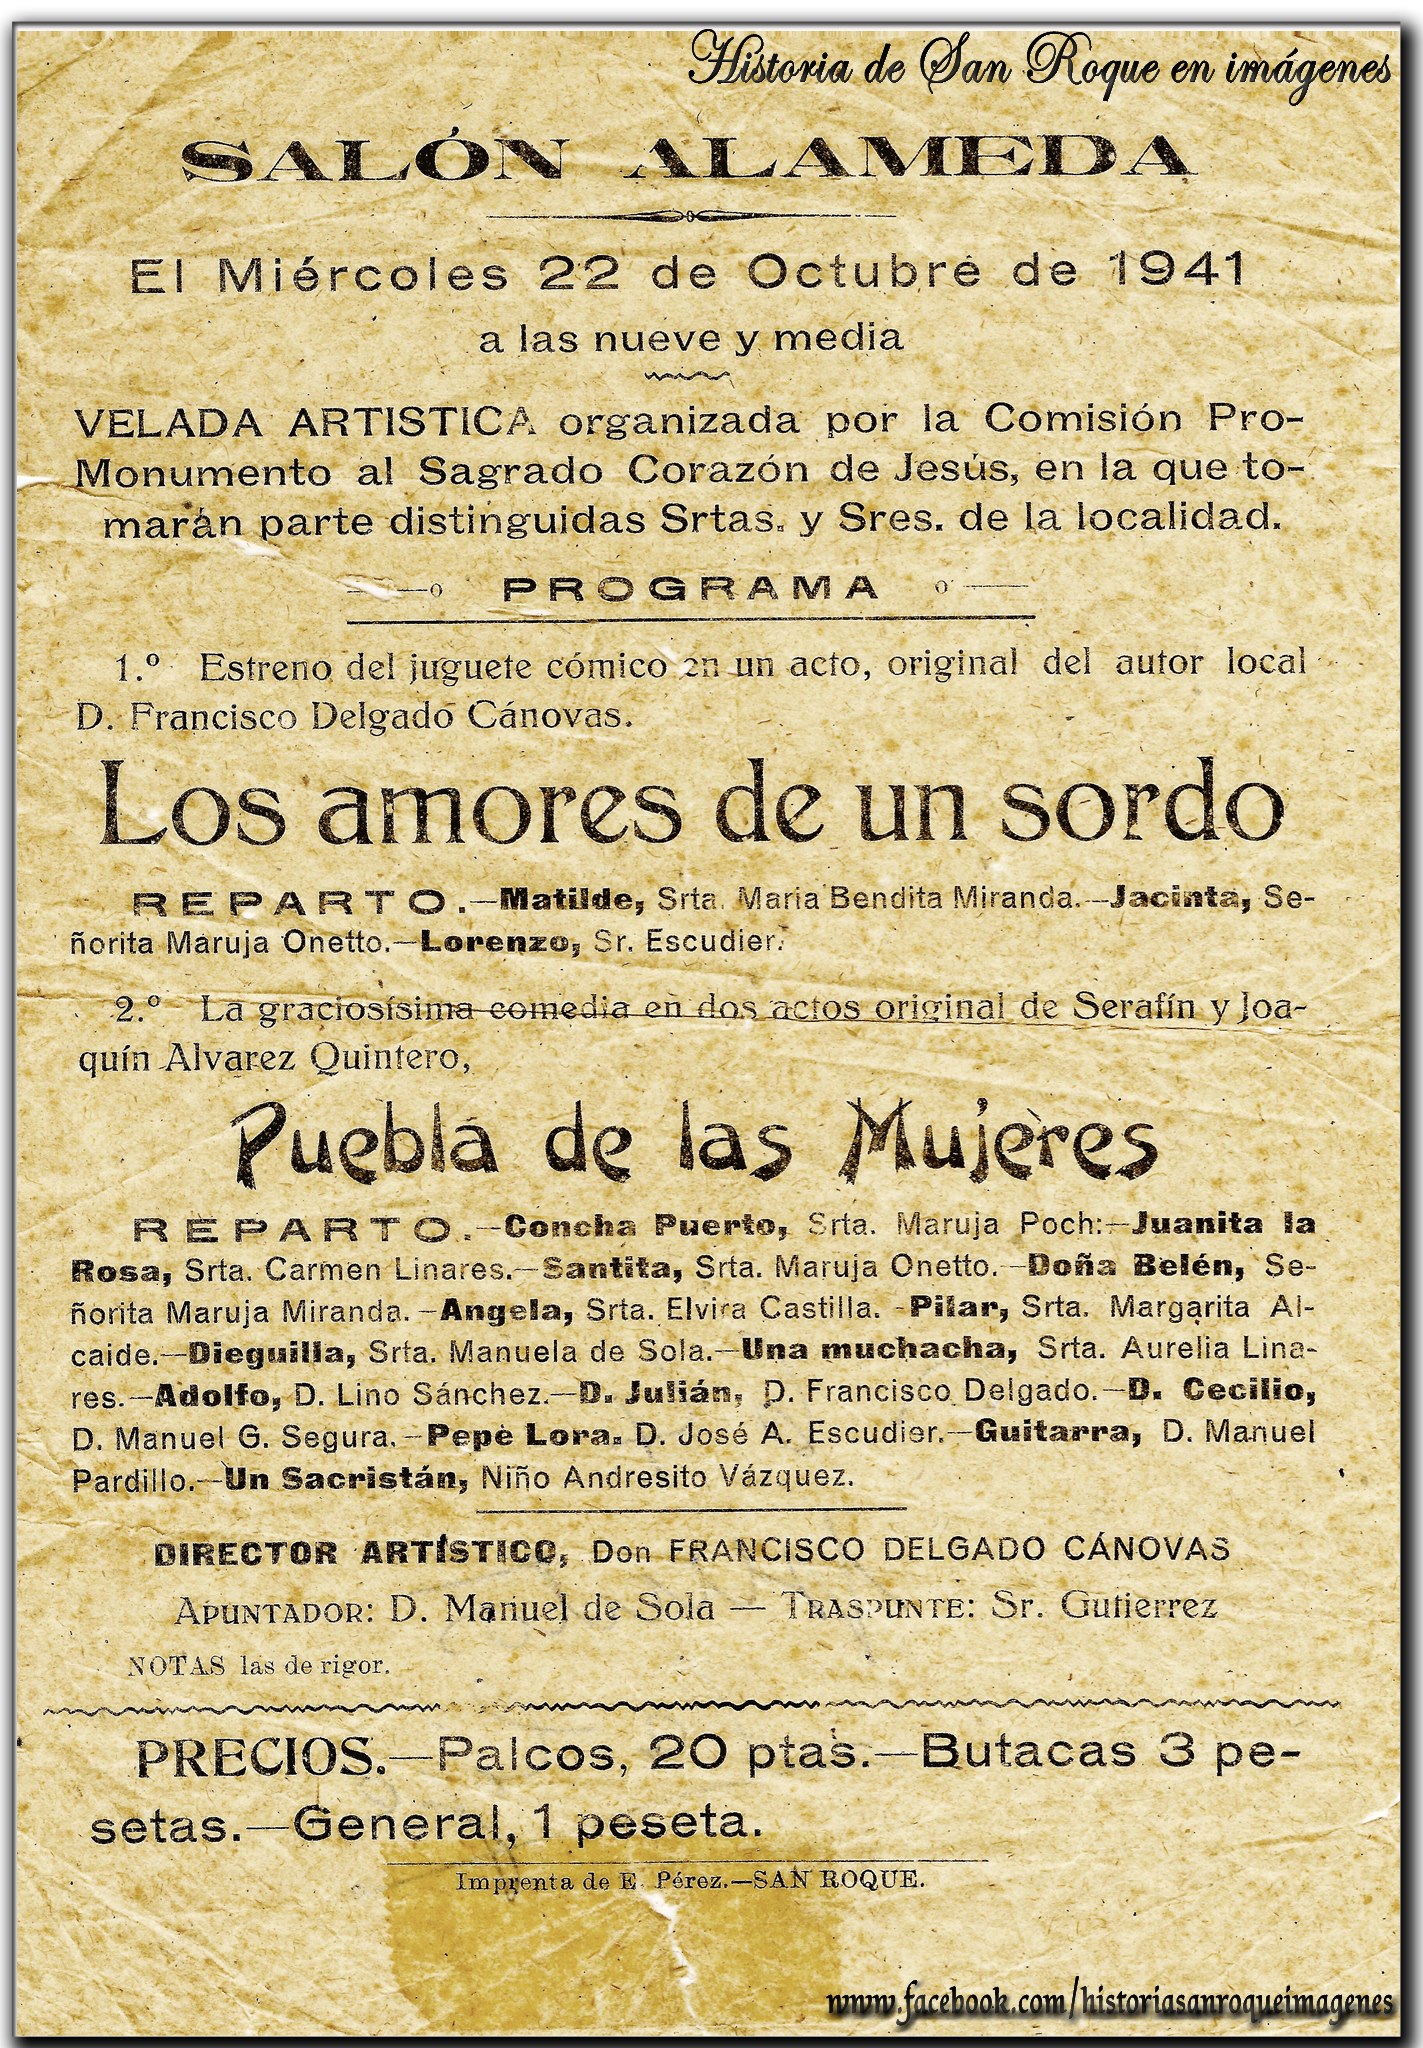 Historia de San Roque en imágenes
SALÓN ALAMEDA
El Miércoles 22 de Octubre de 1941
a las nueve y media
VELADA ARTISTICA organizada por la Comisión Pro-
Monumento al Sagrado Corazón de Jesús, en la que to-
marán parte distinguidas Srtas. y Sres. de la localidad.
PROGRAMA
1.º Estreno del juguete cómico en un acto, original del autor local
D. Francisco Delgado Cánovas.
Los amores de un sordo
REPARTO.—Matilde, Srta. Maria Bendita Miranda.—Jacinta, Se-
ñorita Maruja Onetto.—Lorenzo, Sr. Escudier.
2.º La graciosísima comedia en dos actos original de Serafín y Joa-
quín Alvarez Quintero,
Puebla de las Mujeres
REPARTO.—Concha Puerto, Srta. Maruja Poch.—Juanita la
Rosa, Srta. Carmen Linares.—Santita, Srta. Maruja Onetto.—Doña Belén, Se-
ñorita Maruja Miranda.—Angela, Srta. Elvira Castilla.—Pilar, Srta. Margarita Al-
caide.—Dieguilla, Srta. Manuela de Sola.—Una muchacha, Srta. Aurelia Lina-
res.—Adolfo, D. Lino Sánchez.—D. Julián, D. Francisco Delgado.—D. Cecilio,
D. Manuel G. Segura.—Pepe Lora. D. José A. Escudier.—Guitarra, D. Manuel
Pardillo.—Un Sacristán, Niño Andresito Vázquez.
DIRECTOR ARTÍSTICO, Don FRANCISCO DELGADO CÁNOVAS
APUNTADOR: D. Manuel de Sola — TRASPUNTE: Sr. Gutierrez
NOTAS las de rigor.
PRECIOS.—Palcos, 20 ptas.—Butacas 3 pe-
setas.—General, 1 peseta.
Imprenta de E. Pérez.—SAN ROQUE.
www.facebook.com/historiasanroqueimagenes